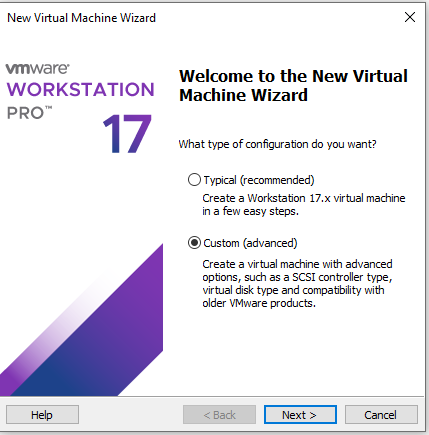 New Virtual Machine Wizard
vmware®
WORKSTATION
PRO™
17
Welcome to the New Virtual
Machine Wizard
What type of configuration do you want?
Typical (recommended)
Create a Workstation 17.x virtual machine
in a few easy steps.
Custom (advanced)
Create a virtual machine with advanced
options, such as a SCSI controller type,
virtual disk type and compatibility with
older VMware products.
Help
< Back
Next >
Cancel